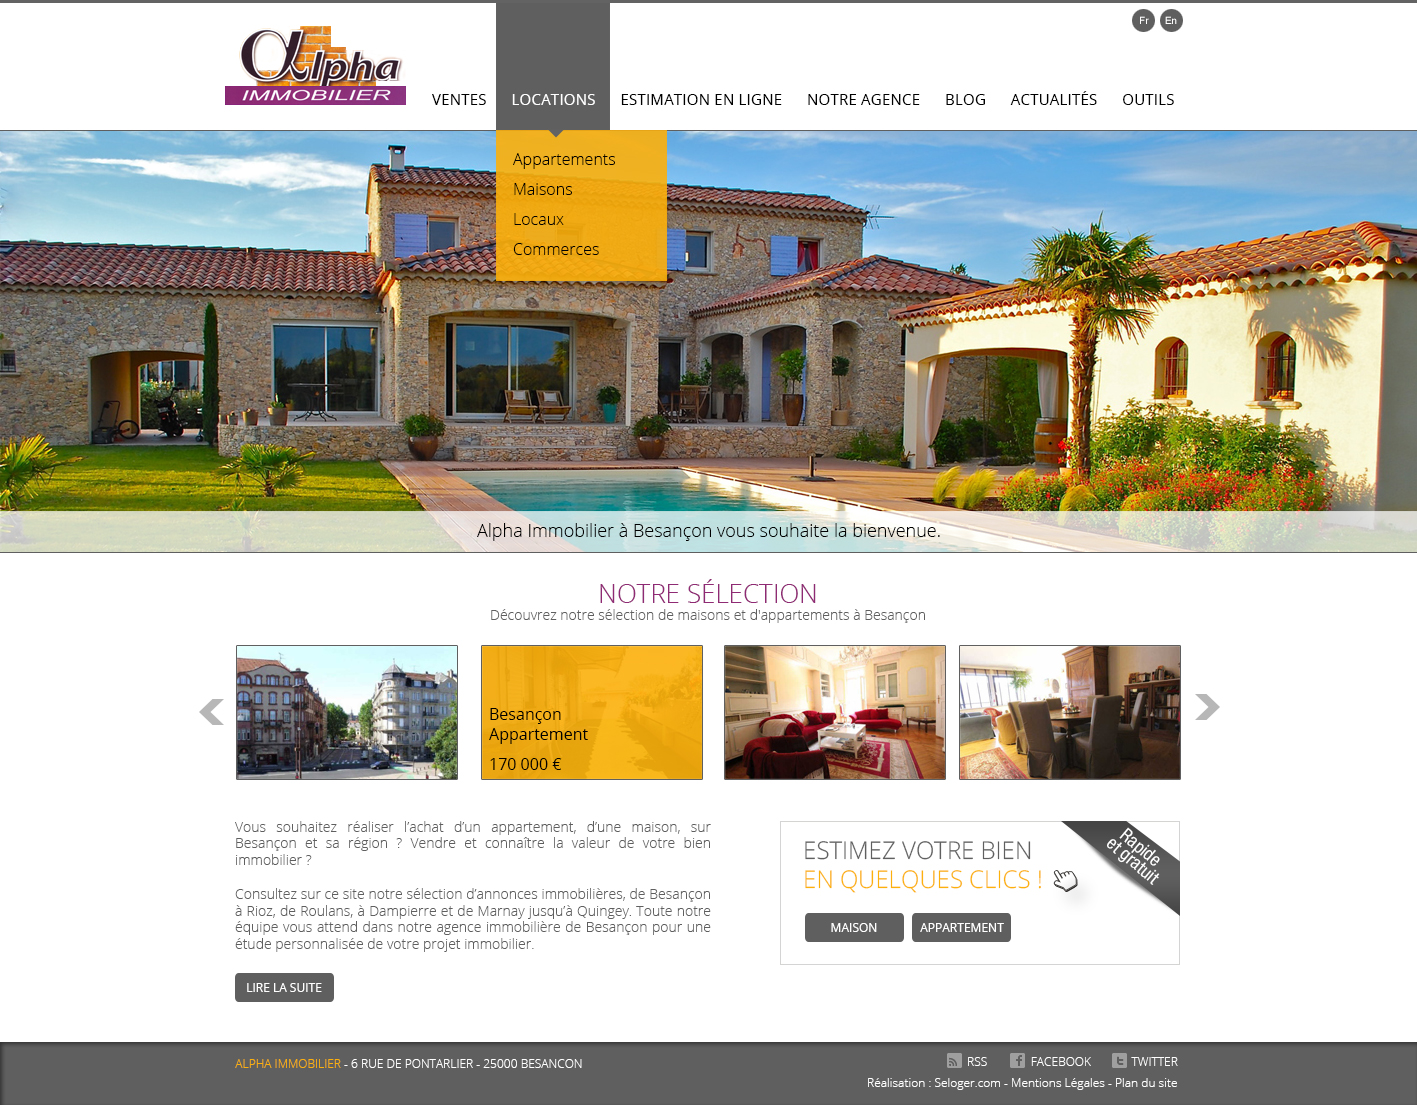 Fr En
Alpha
IMMOBILIER
VENTES LOCATIONS ESTIMATION EN LIGNE NOTRE AGENCE BLOG ACTUALITÉS OUTILS
Appartements
Maisons
Locaux
Commerces
Alpha Immobilier à Besançon vous souhaite la bienvenue.
NOTRE SÉLECTION
Découvrez notre sélection de maisons et d'appartements à Besançon
Besançon
Appartement
170 000 €
Vous souhaitez réaliser l’achat d’un appartement, d’une maison, sur
Besançon et sa région ? Vendre et connaître la valeur de votre bien
immobilier ?
Consultez sur ce site notre sélection d’annonces immobilières, de Besançon
à Rioz, de Roulans, à Dampierre et de Marnay jusqu’à Quingey. Toute notre
équipe vous attend dans notre agence immobilière de Besançon pour une
étude personnalisée de votre projet immobilier.
LIRE LA SUITE
ESTIMEZ VOTRE BIEN
EN QUELQUES CLICS !
Rapide
et gratuit
MAISON APPARTEMENT
ALPHA IMMOBILIER - 6 RUE DE PONTARLIER - 25000 BESANCON
RSS FACEBOOK TWITTER
Réalisation : Seloger.com - Mentions Légales - Plan du site